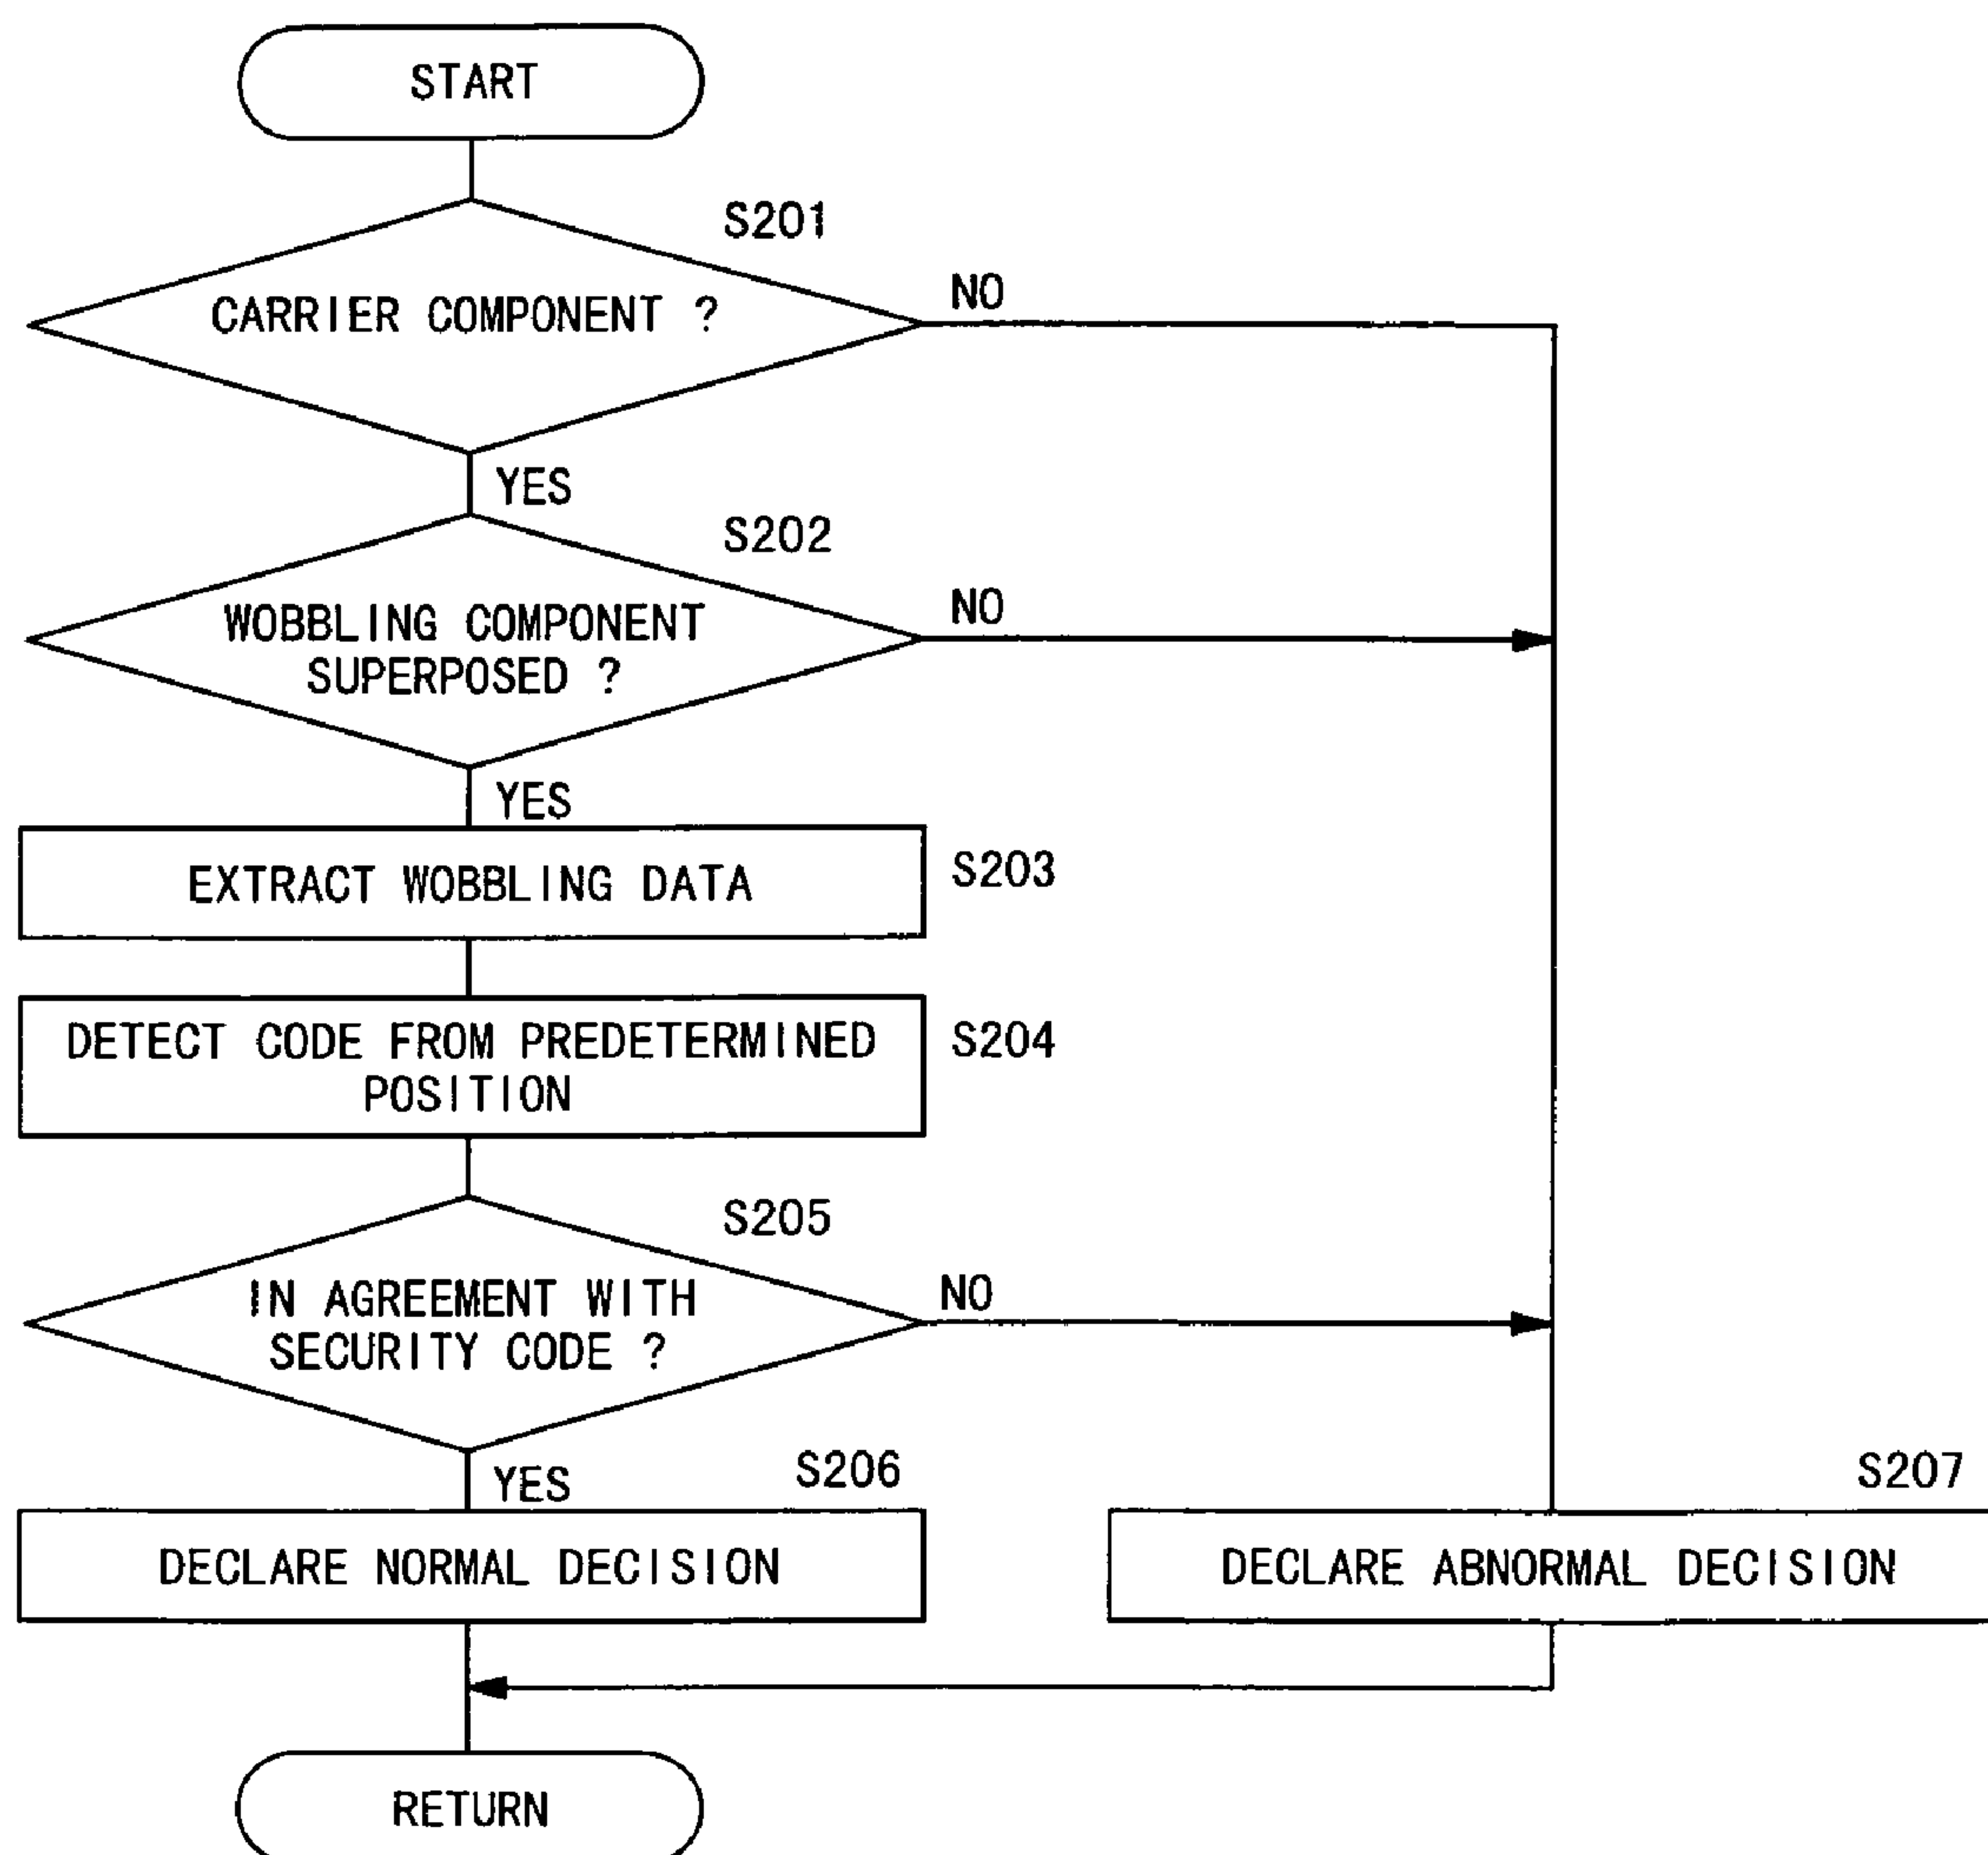 START
S201
CARRIER COMPONENT ?
NO
YES
S202
WOBBLING COMPONENT
SUPERPOSED ?
NO
YES
EXTRACT WOBBLING DATA
S203
DETECT CODE FROM PREDETERMINED
POSITION
S204
S205
IN AGREEMENT WITH
SECURITY CODE ?
NO
YES
S206
DECLARE NORMAL DECISION
S207
DECLARE ABNORMAL DECISION
RETURN